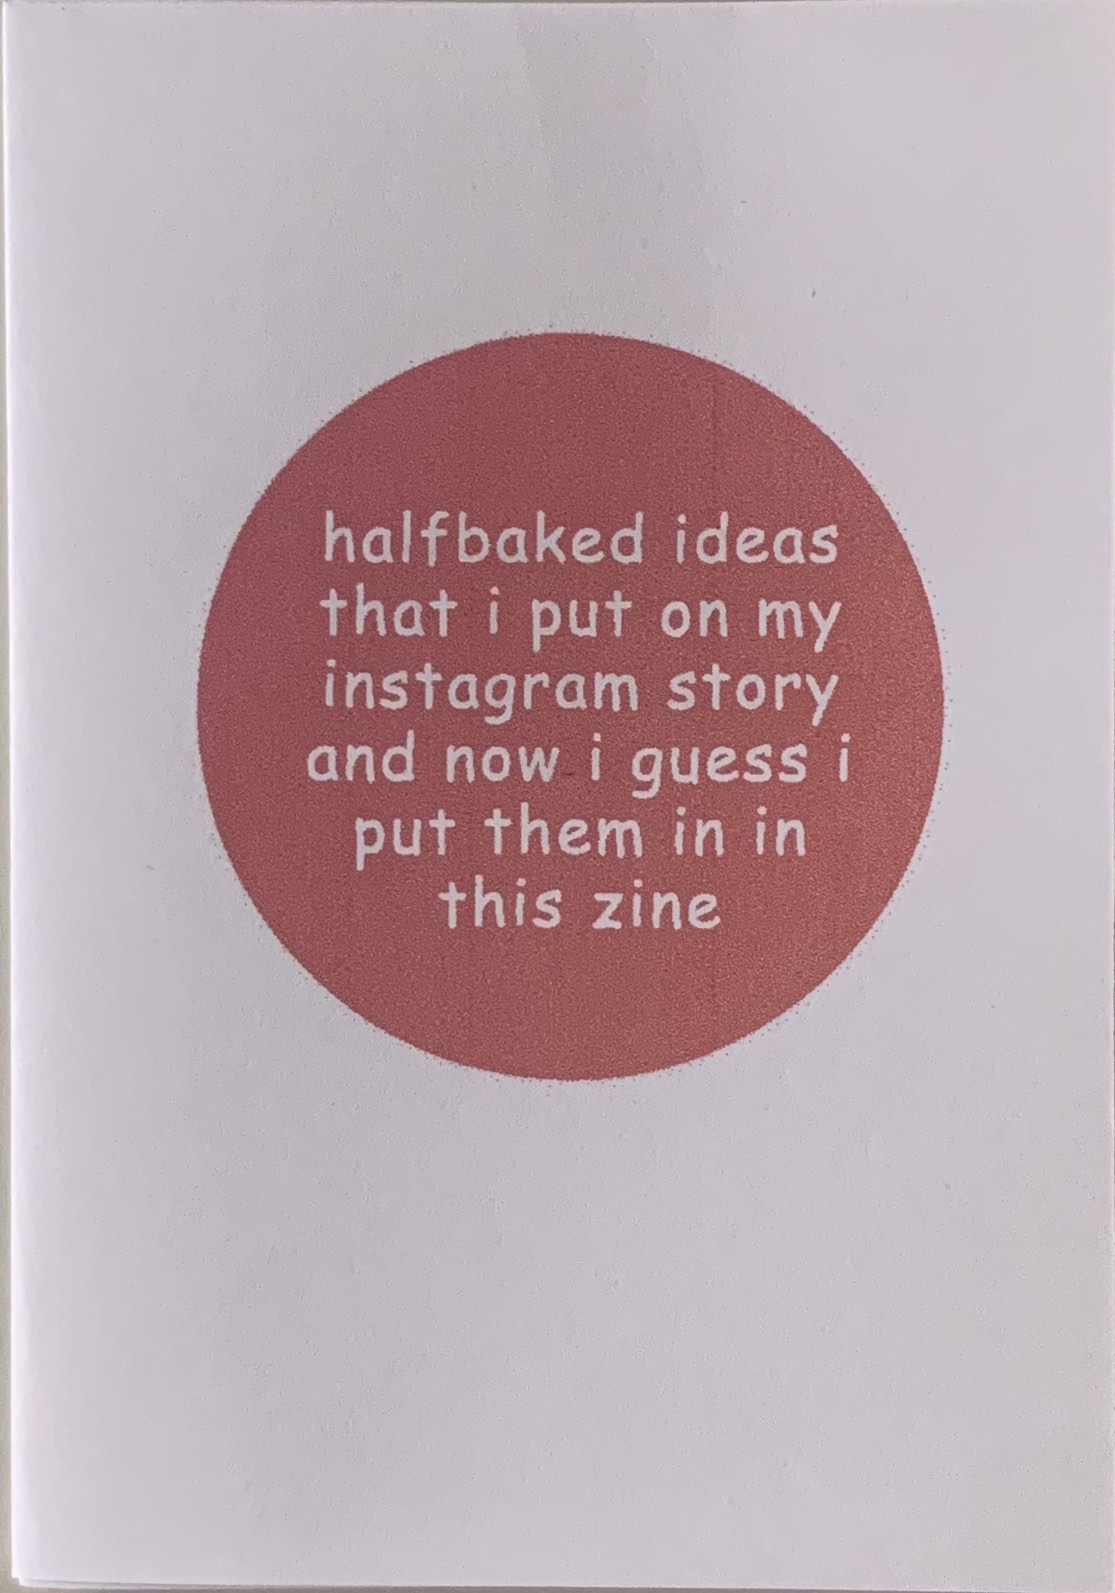 halfbaked ideas
that i put on my
instagram story
and now i guess i
put them in in
this zine